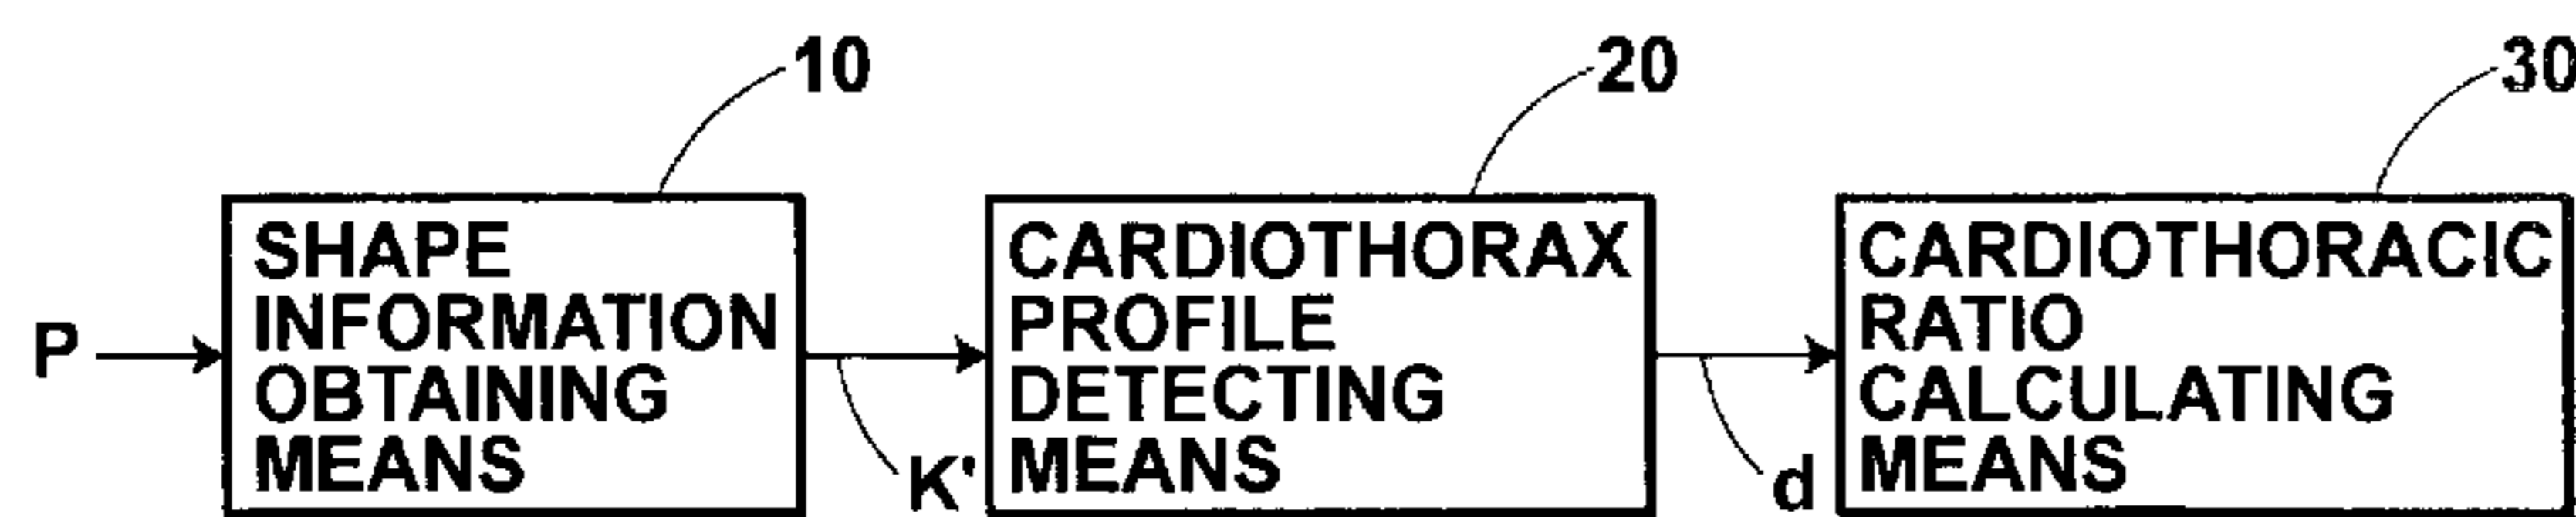 10
20
30
SHAPE
INFORMATION
OBTAINING
MEANS
CARDIOTHORAX
PROFILE
DETECTING
MEANS
CARDIOTHORACIC
RATIO
CALCULATING
MEANS
P
K'
d